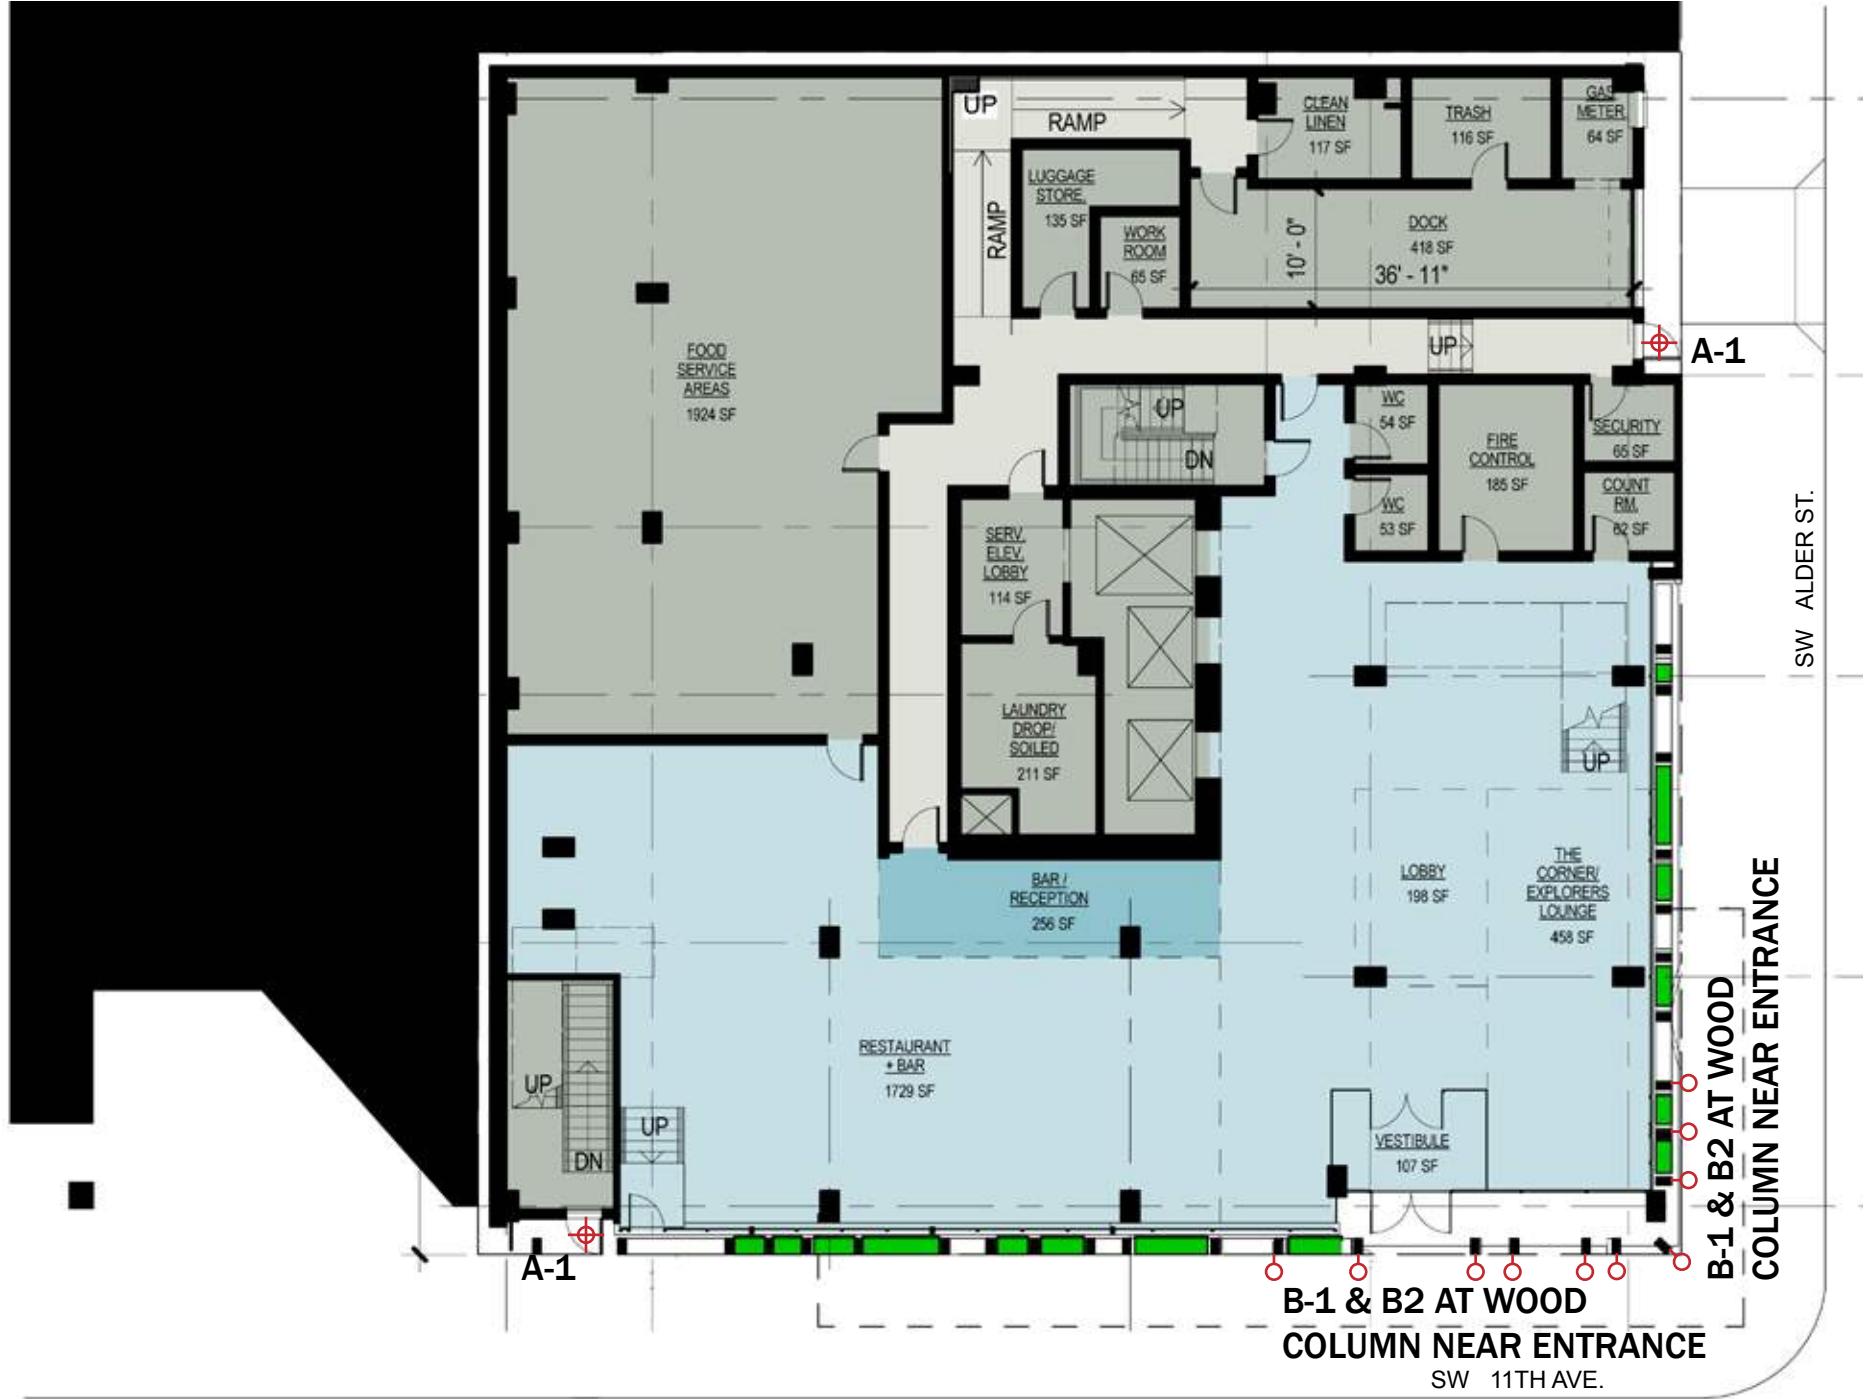 UP
RAMP
CLEAN
LINEN
117 SF
TRASH
116 SF
GAS
METER
64 SF
LUGGAGE
STORE.
135 SF
RAMP
WORK
ROOM
65 SF
DOCK
418 SF
10' - 0"
36' - 11"
UP
A-1
FOOD
SERVICE
AREAS
1924 SF
UP
DN
WC
54 SF
WC
53 SF
FIRE
CONTROL
185 SF
SECURITY
65 SF
COUNT
RM.
62 SF
SW ALDER ST.
SERV.
ELEV.
LOBBY
114 SF
LAUNDRY
DROP/
SOILED
211 SF
UP
BAR /
RECEPTION
256 SF
LOBBY
198 SF
THE
CORNER/
EXPLORERS
LOUNGE
458 SF
RESTAURANT
+ BAR
1729 SF
UP
DN
UP
VESTIBULE
107 SF
B-1 & B2 AT WOOD
COLUMN NEAR ENTRANCE
A-1
B-1 & B2 AT WOOD
COLUMN NEAR ENTRANCE
SW 11TH AVE.